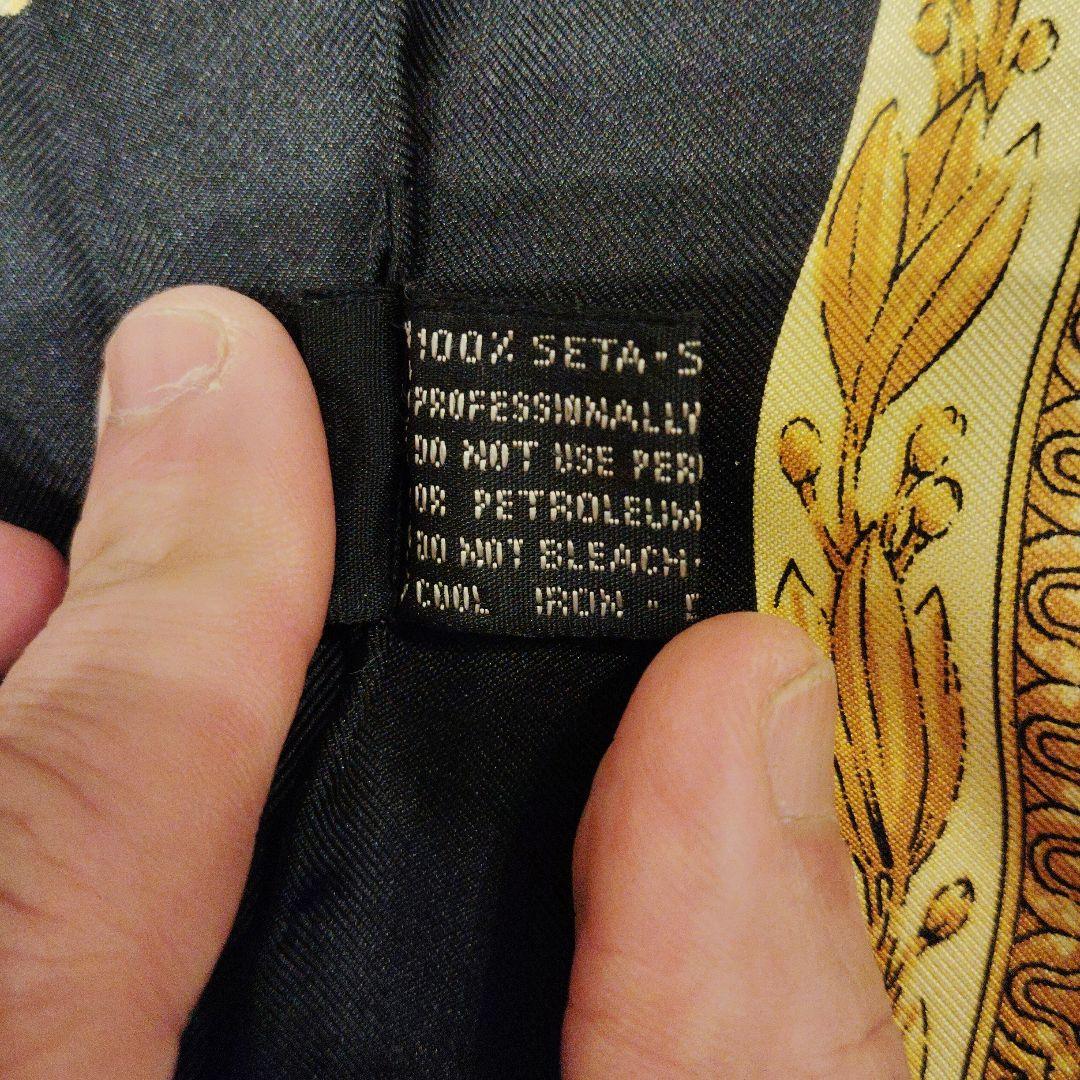 100% SETA·S
PROFESSIONALLY
DO NOT USE PER
OR PETROLEUM
DO NOT BLEACH·
COOL IRON -